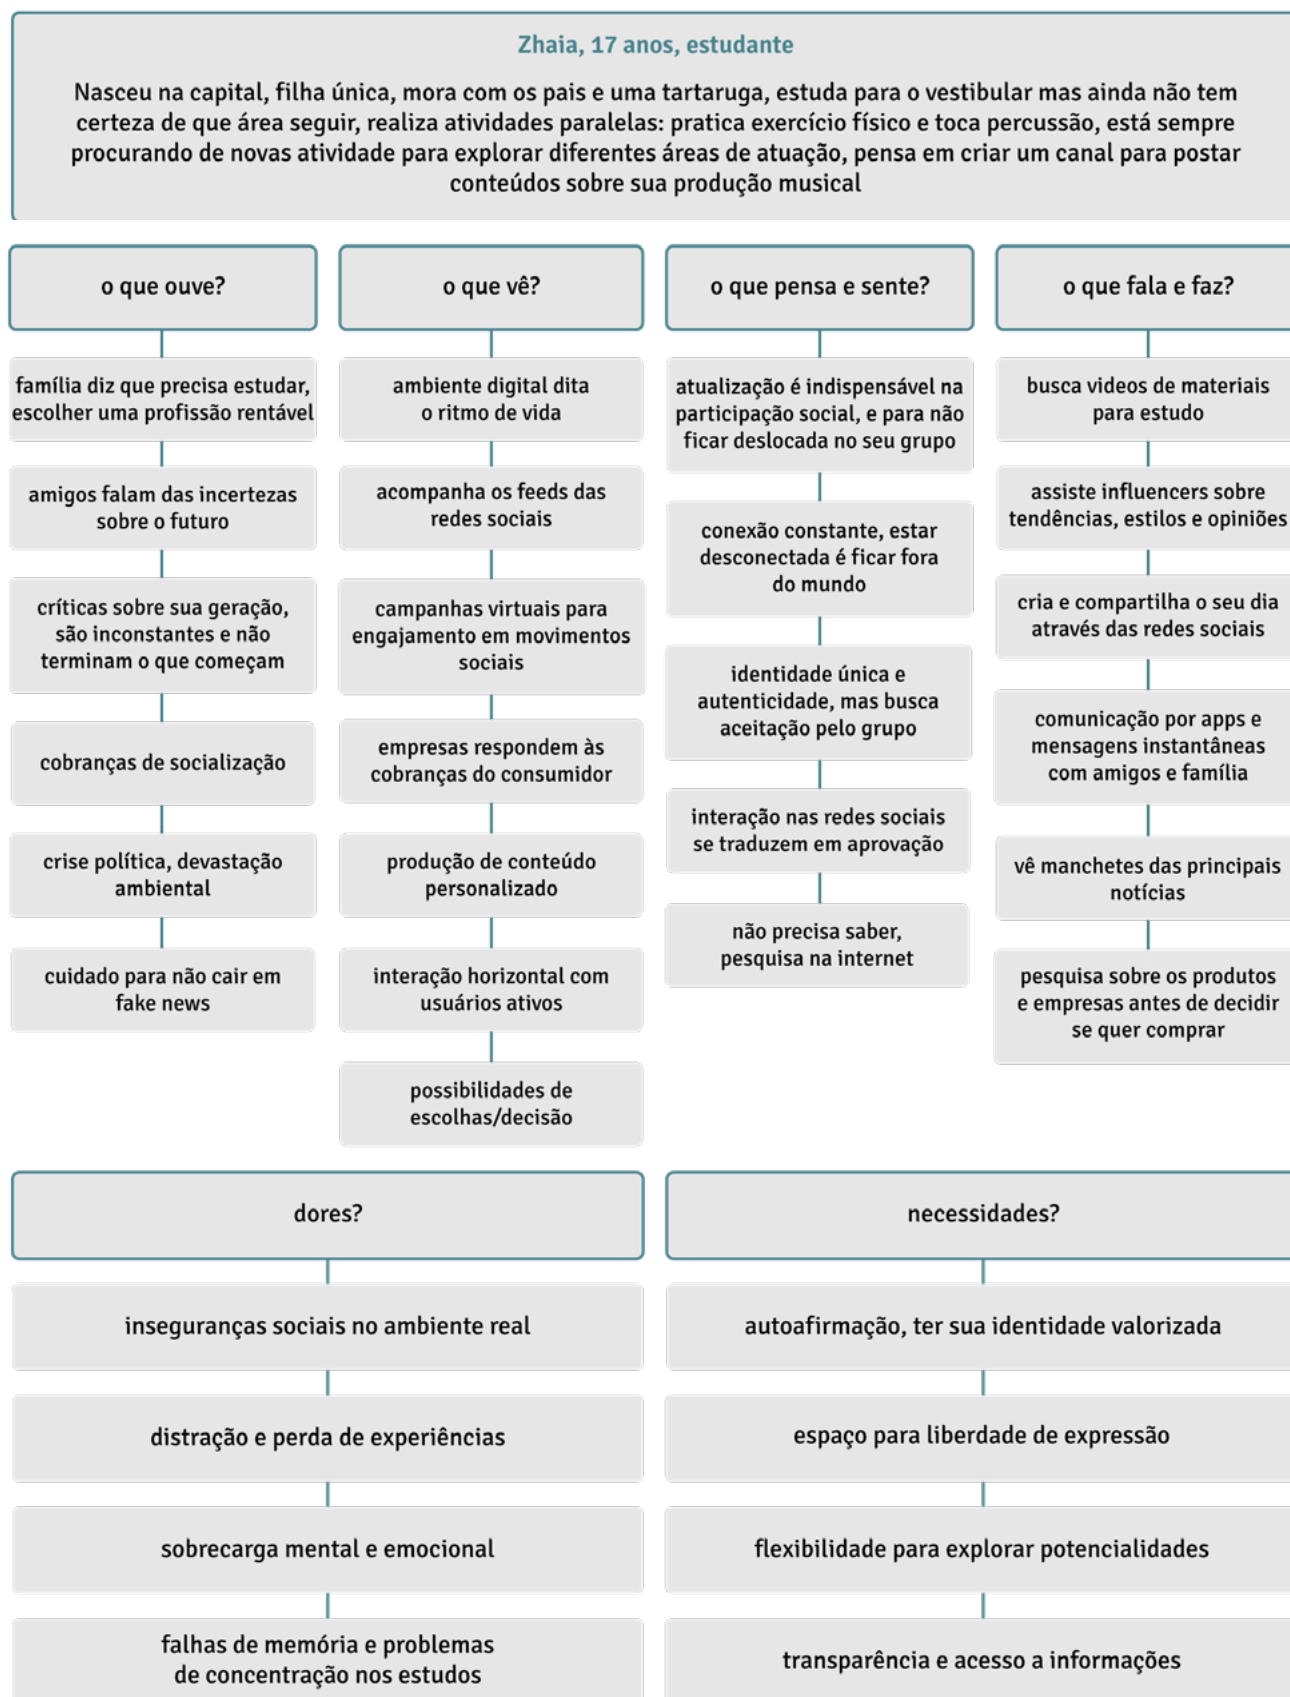 Zhaia, 17 anos, estudante
Nasceu na capital, filha única, mora com os pais e uma tartaruga, estuda para o vestibular mas ainda não tem
certeza de que área seguir, realiza atividades paralelas: pratica exercício físico e toca percussão, está sempre
procurando de novas atividade para explorar diferentes áreas de atuação, pensa em criar um canal para postar
conteúdos sobre sua produção musical
o que ouve?
família diz que precisa estudar,
escolher uma profissão rentável
amigos falam das incertezas
sobre o futuro
críticas sobre sua geração,
são inconstantes e não
terminam o que começam
cobranças de socialização
crise política, devastação
ambiental
cuidado para não cair em
fake news
o que vê?
ambiente digital dita
o ritmo de vida
acompanha os feeds das
redes sociais
campanhas virtuais para
engajamento em movimentos
sociais
empresas respondem às
cobranças do consumidor
produção de conteúdo
personalizado
interação horizontal com
usuários ativos
possibilidades de
escolhas/decisão
o que pensa e sente?
atualização é indispensável na
participação social, e para não
ficar deslocada no seu grupo
conexão constante, estar
desconectada é ficar fora
do mundo
identidade única e
autenticidade, mas busca
aceitação pelo grupo
interação nas redes sociais
se traduzem em aprovação
não precisa saber,
pesquisa na internet
o que fala e faz?
busca videos de materiais
para estudo
assiste influencers sobre
tendências, estilos e opiniões
cria e compartilha o seu dia
através das redes sociais
comunicação por apps e
mensagens instantâneas
com amigos e família
vê manchetes das principais
notícias
pesquisa sobre os produtos
e empresas antes de decidir
se quer comprar
dores?
inseguranças sociais no ambiente real
distração e perda de experiências
sobrecarga mental e emocional
falhas de memória e problemas
de concentração nos estudos
necessidades?
autoafirmação, ter sua identidade valorizada
espaço para liberdade de expressão
flexibilidade para explorar potencialidades
transparência e acesso a informações